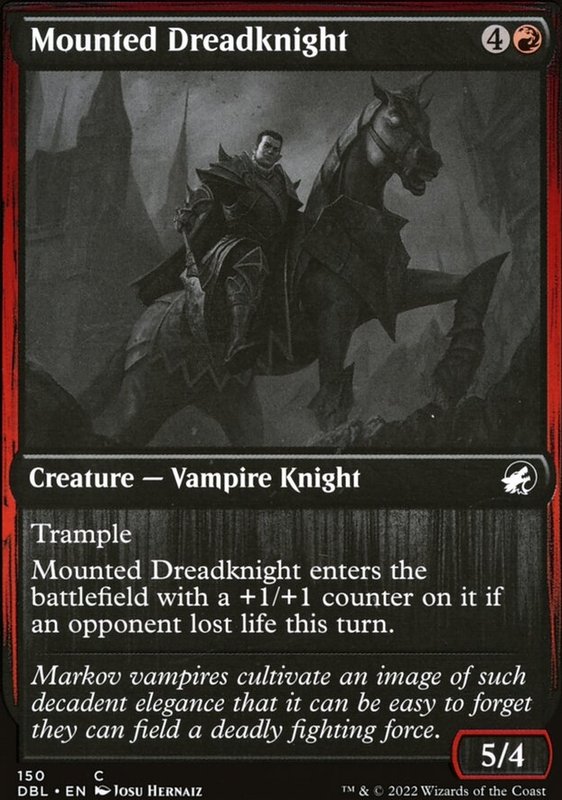 Mounted Dreadknight 4
Creature — Vampire Knight
Trample
Mounted Dreadknight enters the
battlefield with a +1/+1 counter on it if
an opponent lost life this turn.
Markov vampires cultivate an image of such
decadent elegance that it can be easy to forget
they can field a deadly fighting force.
5/4
150 C
DBL • EN Josu Hernaiz ™ & © 2022 Wizards of the Coast